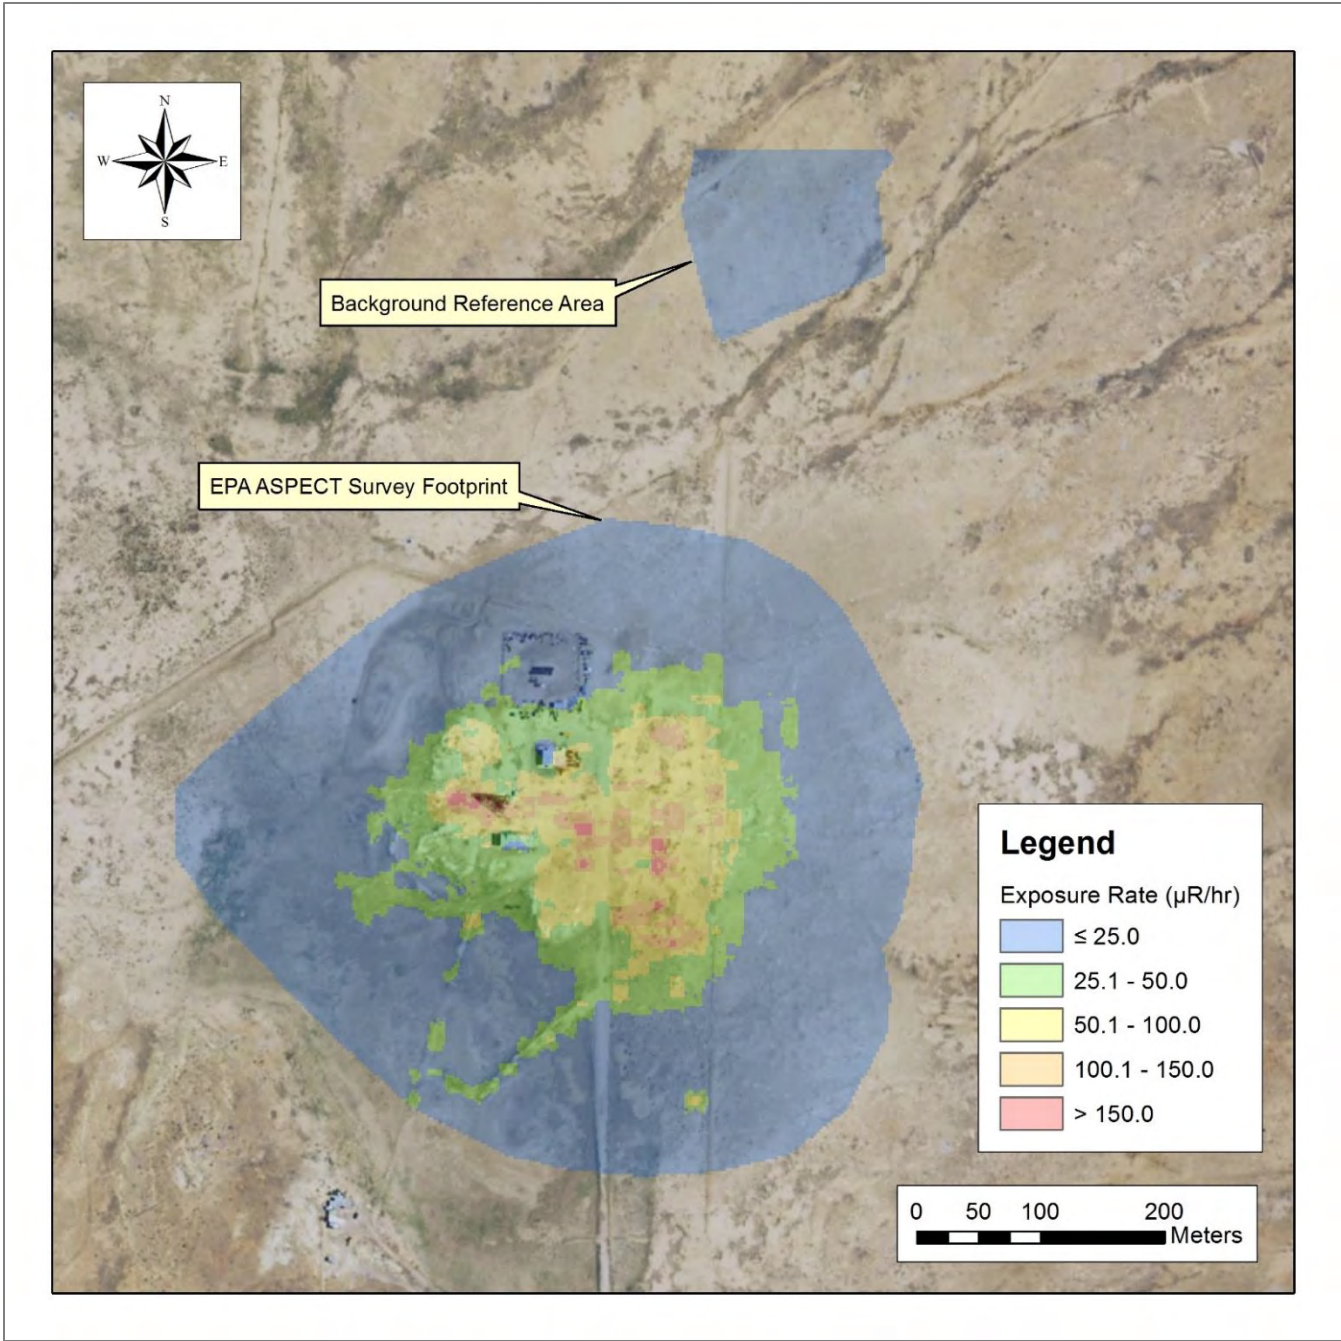 N
W E
S
Background Reference Area
EPA ASPECT Survey Footprint
Legend
Exposure Rate (µR/hr)
≤ 25.0
25.1 - 50.0
50.1 - 100.0
100.1 - 150.0
> 150.0
0 50 100 200
Meters